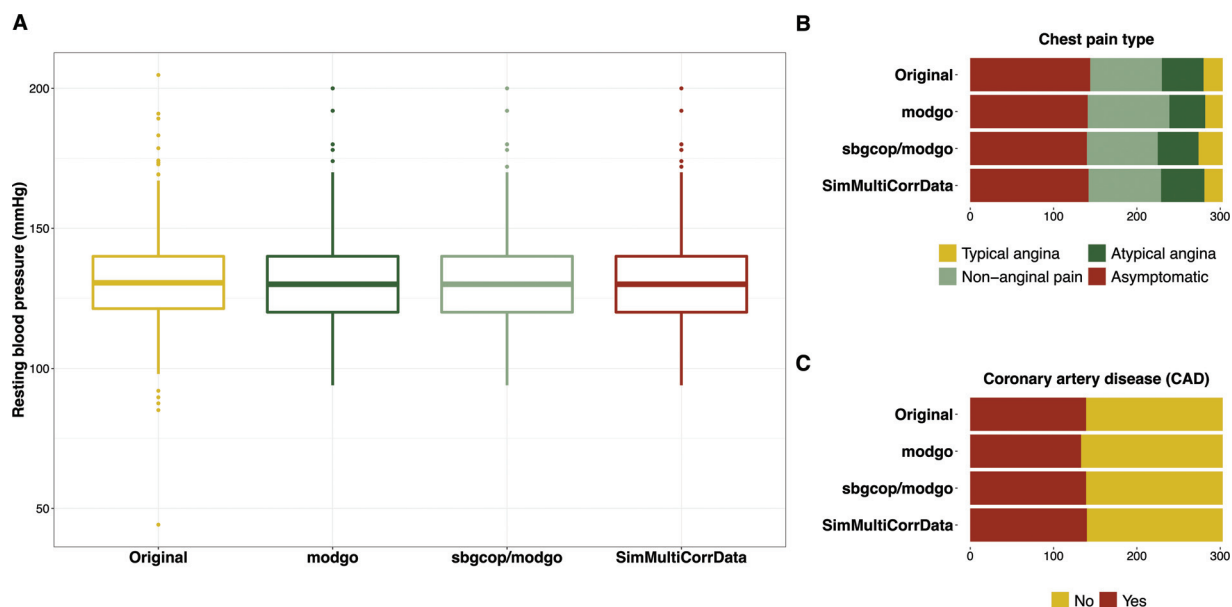 A
Resting blood pressure (mmHg)
200
150
100
50
Original modgo sbgcop/modgo SimMultiCorrData
B
Chest pain type
Original
modgo
sbgcop/modgo
SimMultiCorrData
0 100 200 300
Typical angina Atypical angina
Non−anginal pain Asymptomatic
C
Coronary artery disease (CAD)
Original
modgo
sbgcop/modgo
SimMultiCorrData
0 100 200 300
No Yes